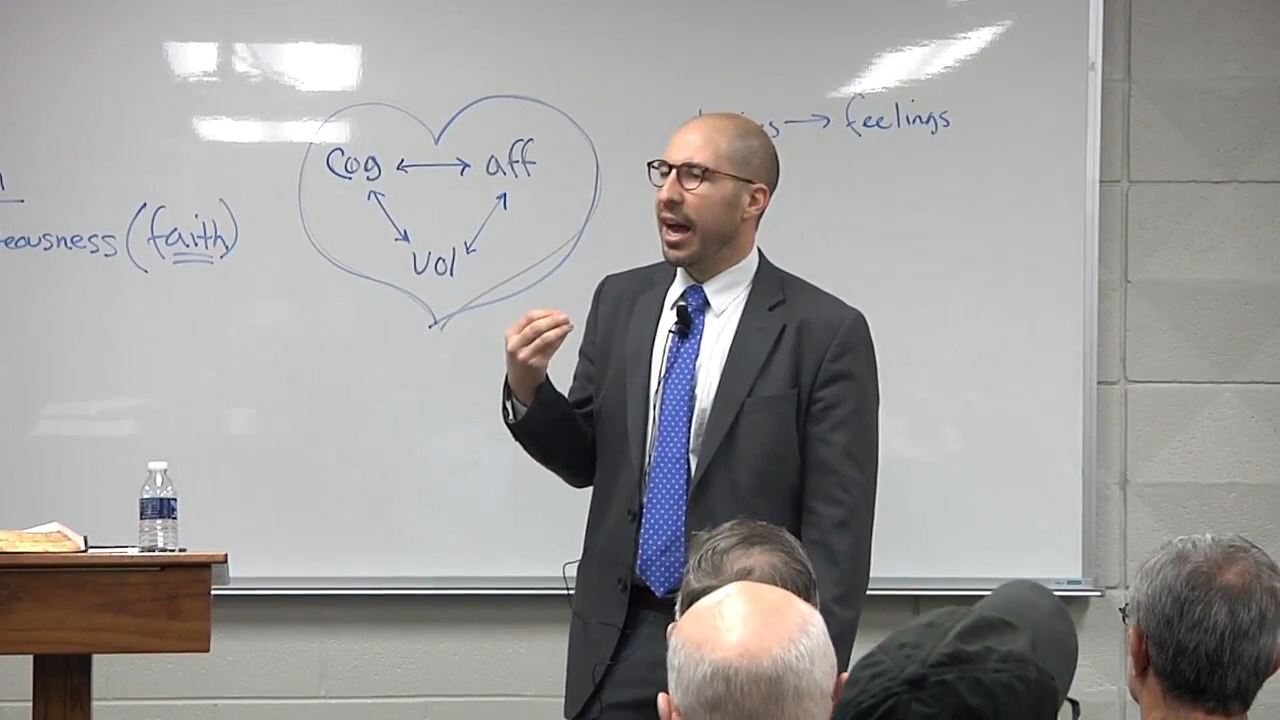 → feelings
cog ↔ aff
vol
eousness (faith)